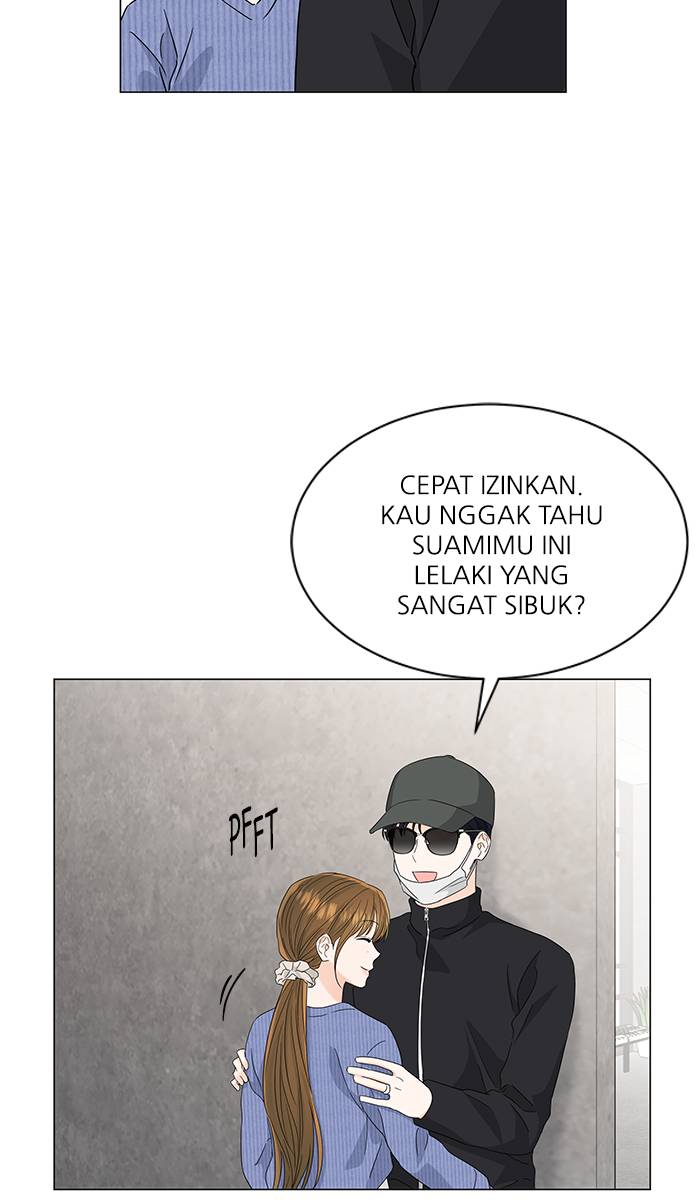 CEPAT IZINKAN.
KAU NGGAK TAHU
SUAMIMU INI
LELAKI YANG
SANGAT SIBUK?
PFFT